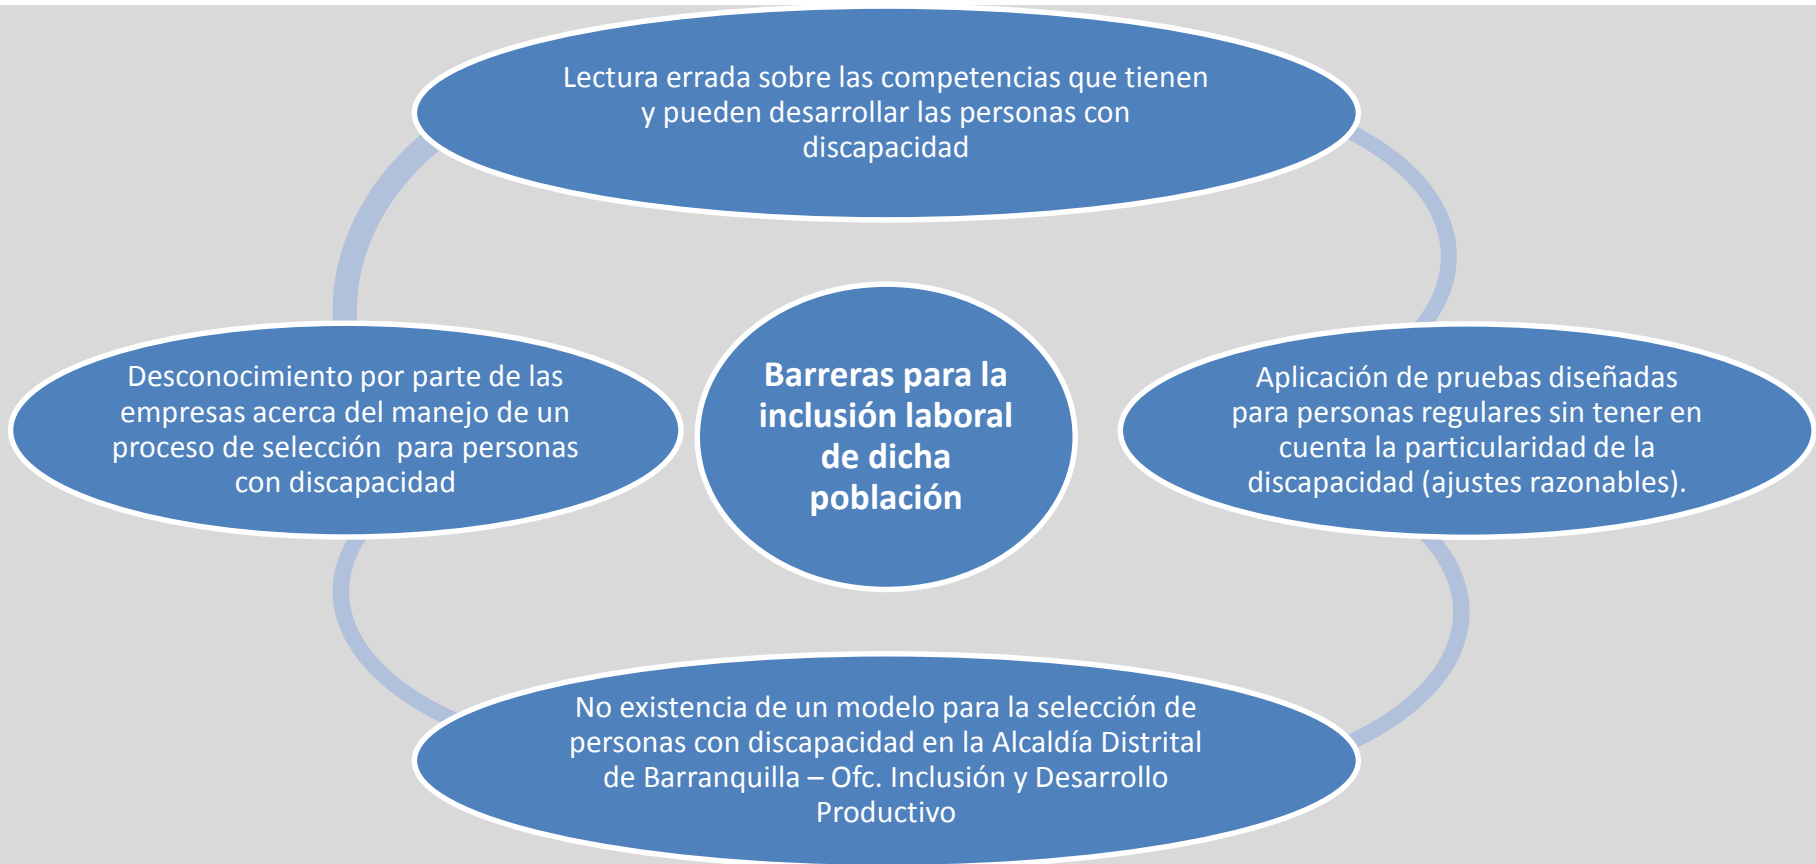 Lectura errada sobre las competencias que tienen
y pueden desarrollar las personas con
discapacidad
Desconocimiento por parte de las
empresas acerca del manejo de un
proceso de selección para personas
con discapacidad
Barreras para la
inclusión laboral
de dicha
población
Aplicación de pruebas diseñadas
para personas regulares sin tener en
cuenta la particularidad de la
discapacidad (ajustes razonables).
No existencia de un modelo para la selección de
personas con discapacidad en la Alcaldía Distrital
de Barranquilla – Ofc. Inclusión y Desarrollo
Productivo